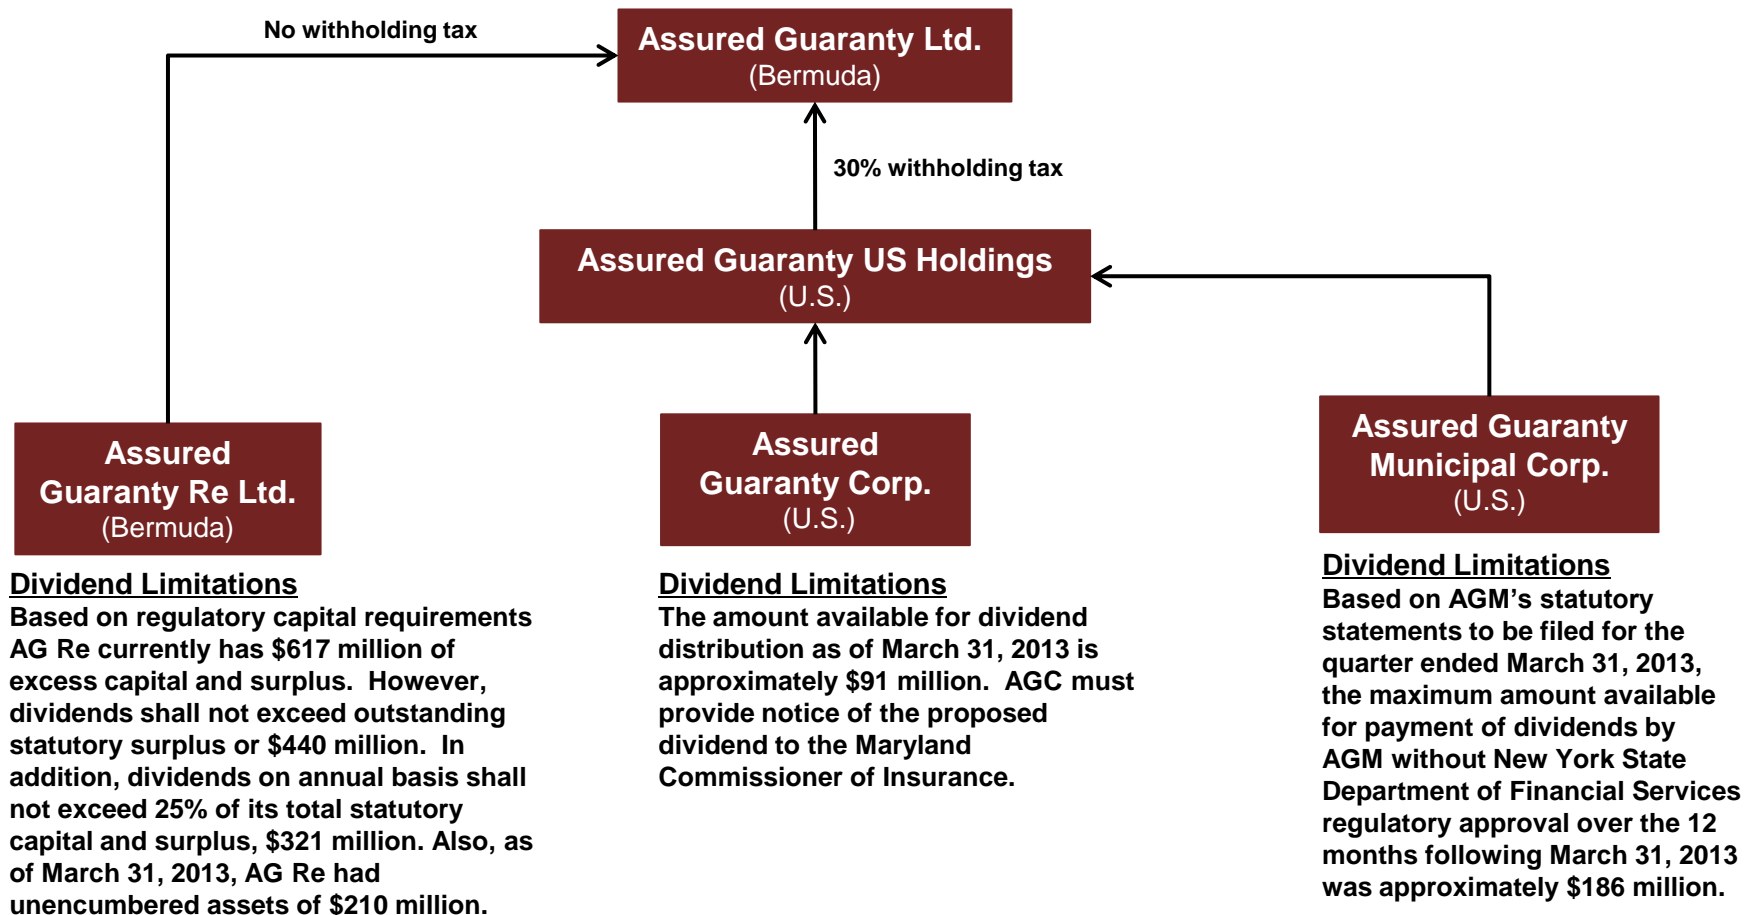 No withholding tax
Assured Guaranty Ltd.
(Bermuda)
30% withholding tax
Assured Guaranty US Holdings
(U.S.)
Assured
Guaranty Re Ltd.
(Bermuda)
Dividend Limitations
Based on regulatory capital requirements
AG Re currently has $617 million of
excess capital and surplus.  However,
dividends shall not exceed outstanding
statutory surplus or $440 million.  In
addition, dividends on annual basis shall
not exceed 25% of its total statutory
capital and surplus, $321 million. Also, as
of March 31, 2013, AG Re had
unencumbered assets of $210 million.
Assured
Guaranty Corp.
(U.S.)
Dividend Limitations
The amount available for dividend
distribution as of March 31, 2013 is
approximately $91 million.  AGC must
provide notice of the proposed
dividend to the Maryland
Commissioner of Insurance.
Assured Guaranty
Municipal Corp.
(U.S.)
Dividend Limitations
Based on AGM’s statutory
statements to be filed for the
quarter ended March 31, 2013,
the maximum amount available
for payment of dividends by
AGM without New York State
Department of Financial Services
regulatory approval over the 12
months following March 31, 2013
was approximately $186 million.